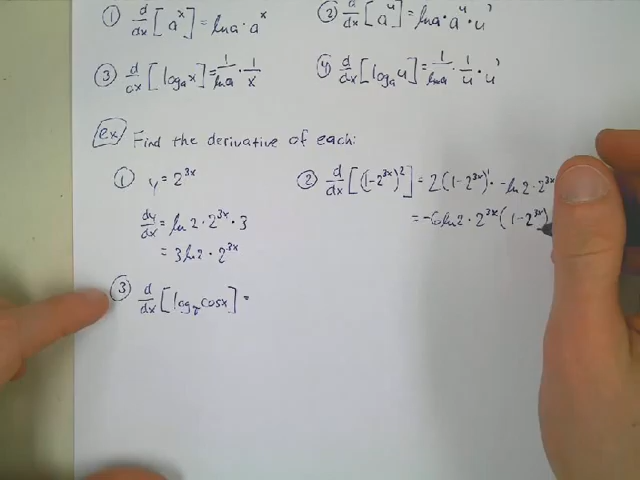 ① d/dx[a^x] = ln a · a^x
② d/dx[a^u] = ln a · a^u · u'
③ d/dx[log_a x] = 1/ln a · 1/x
④ d/dx[log_a u] = 1/ln a · 1/u · u'
ex Find the derivative of each:
① y = 2^{3x}
dy/dx = ln 2 · 2^{3x} · 3
= 3 ln 2 · 2^{3x}
② d/dx[(1-2^{3x})^2] = 2(1-2^{3x})' · -ln 2 · 2^{3x}
= -6 ln 2 · 2^{3x}(1-2^{3x})
③ d/dx[log cos x] =